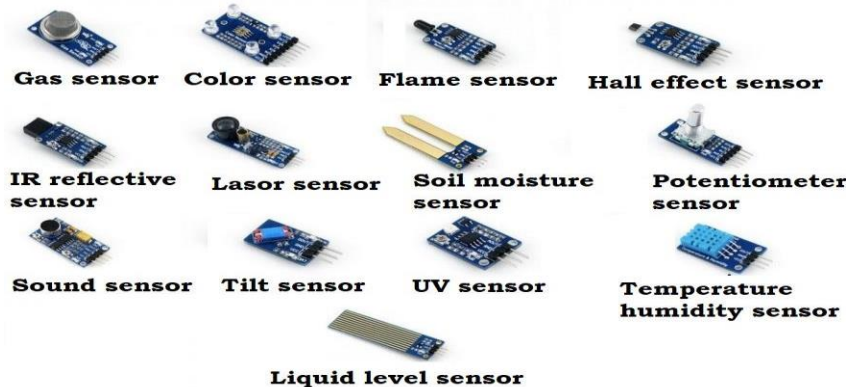 Gas sensor
Color sensor
Flame sensor
Hall effect sensor
IR reflective
sensor
Lasor sensor
Soil moisture
sensor
Potentiometer
sensor
Sound sensor
Tilt sensor
UV sensor
Temperature
humidity sensor
Liquid level sensor